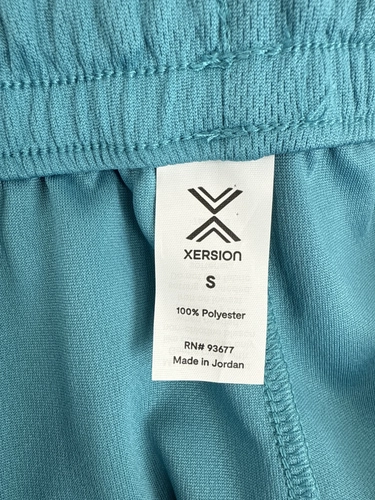 XERSION
S
100% Polyester
RN# 93677
Made in Jordan